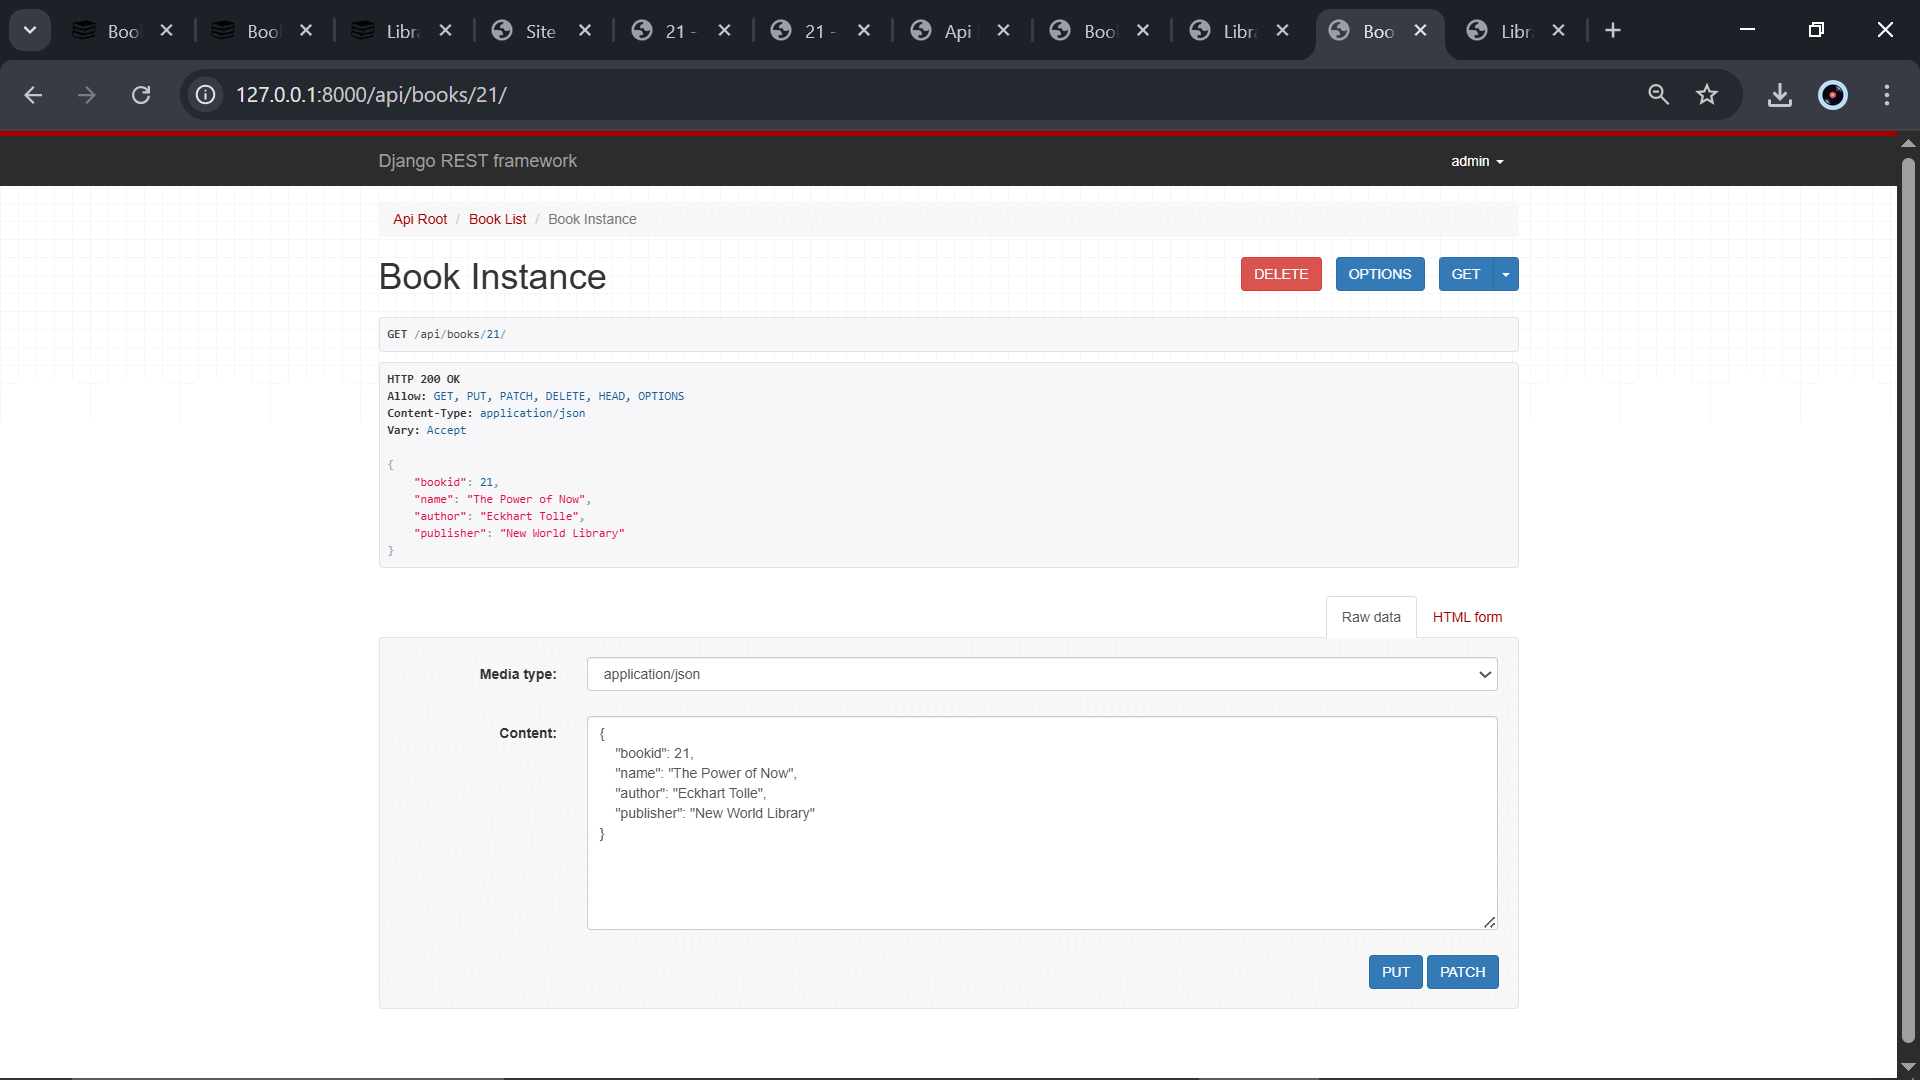 Boo
Boo
Libr
Site
21 -
21 -
Api
Boo
Libr
Boo
Libr
127.0.0.1:8000/api/books/21/
Django REST framework
admin
Api Root / Book List / Book Instance
Book Instance
DELETE
OPTIONS
GET
GET /api/books/21/
HTTP 200 OK
Allow: GET, PUT, PATCH, DELETE, HEAD, OPTIONS
Content-Type: application/json
Vary: Accept
{
"bookid": 21,
"name": "The Power of Now",
"author": "Eckhart Tolle",
"publisher": "New World Library"
}
Raw data
HTML form
Media type:
application/json
Content:
{
"bookid": 21,
"name": "The Power of Now",
"author": "Eckhart Tolle",
"publisher": "New World Library"
}
PUT
PATCH